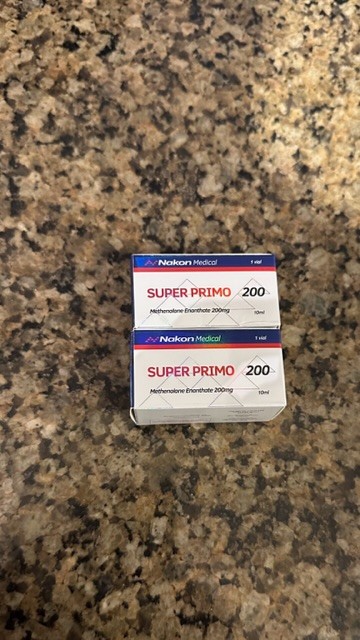 Nakon Medical 1 vial
SUPER PRIMO 200
Methenolone Enanthate 200mg 10ml
Nakon Medical 1 vial
SUPER PRIMO 200
Methenolone Enanthate 200mg 10ml